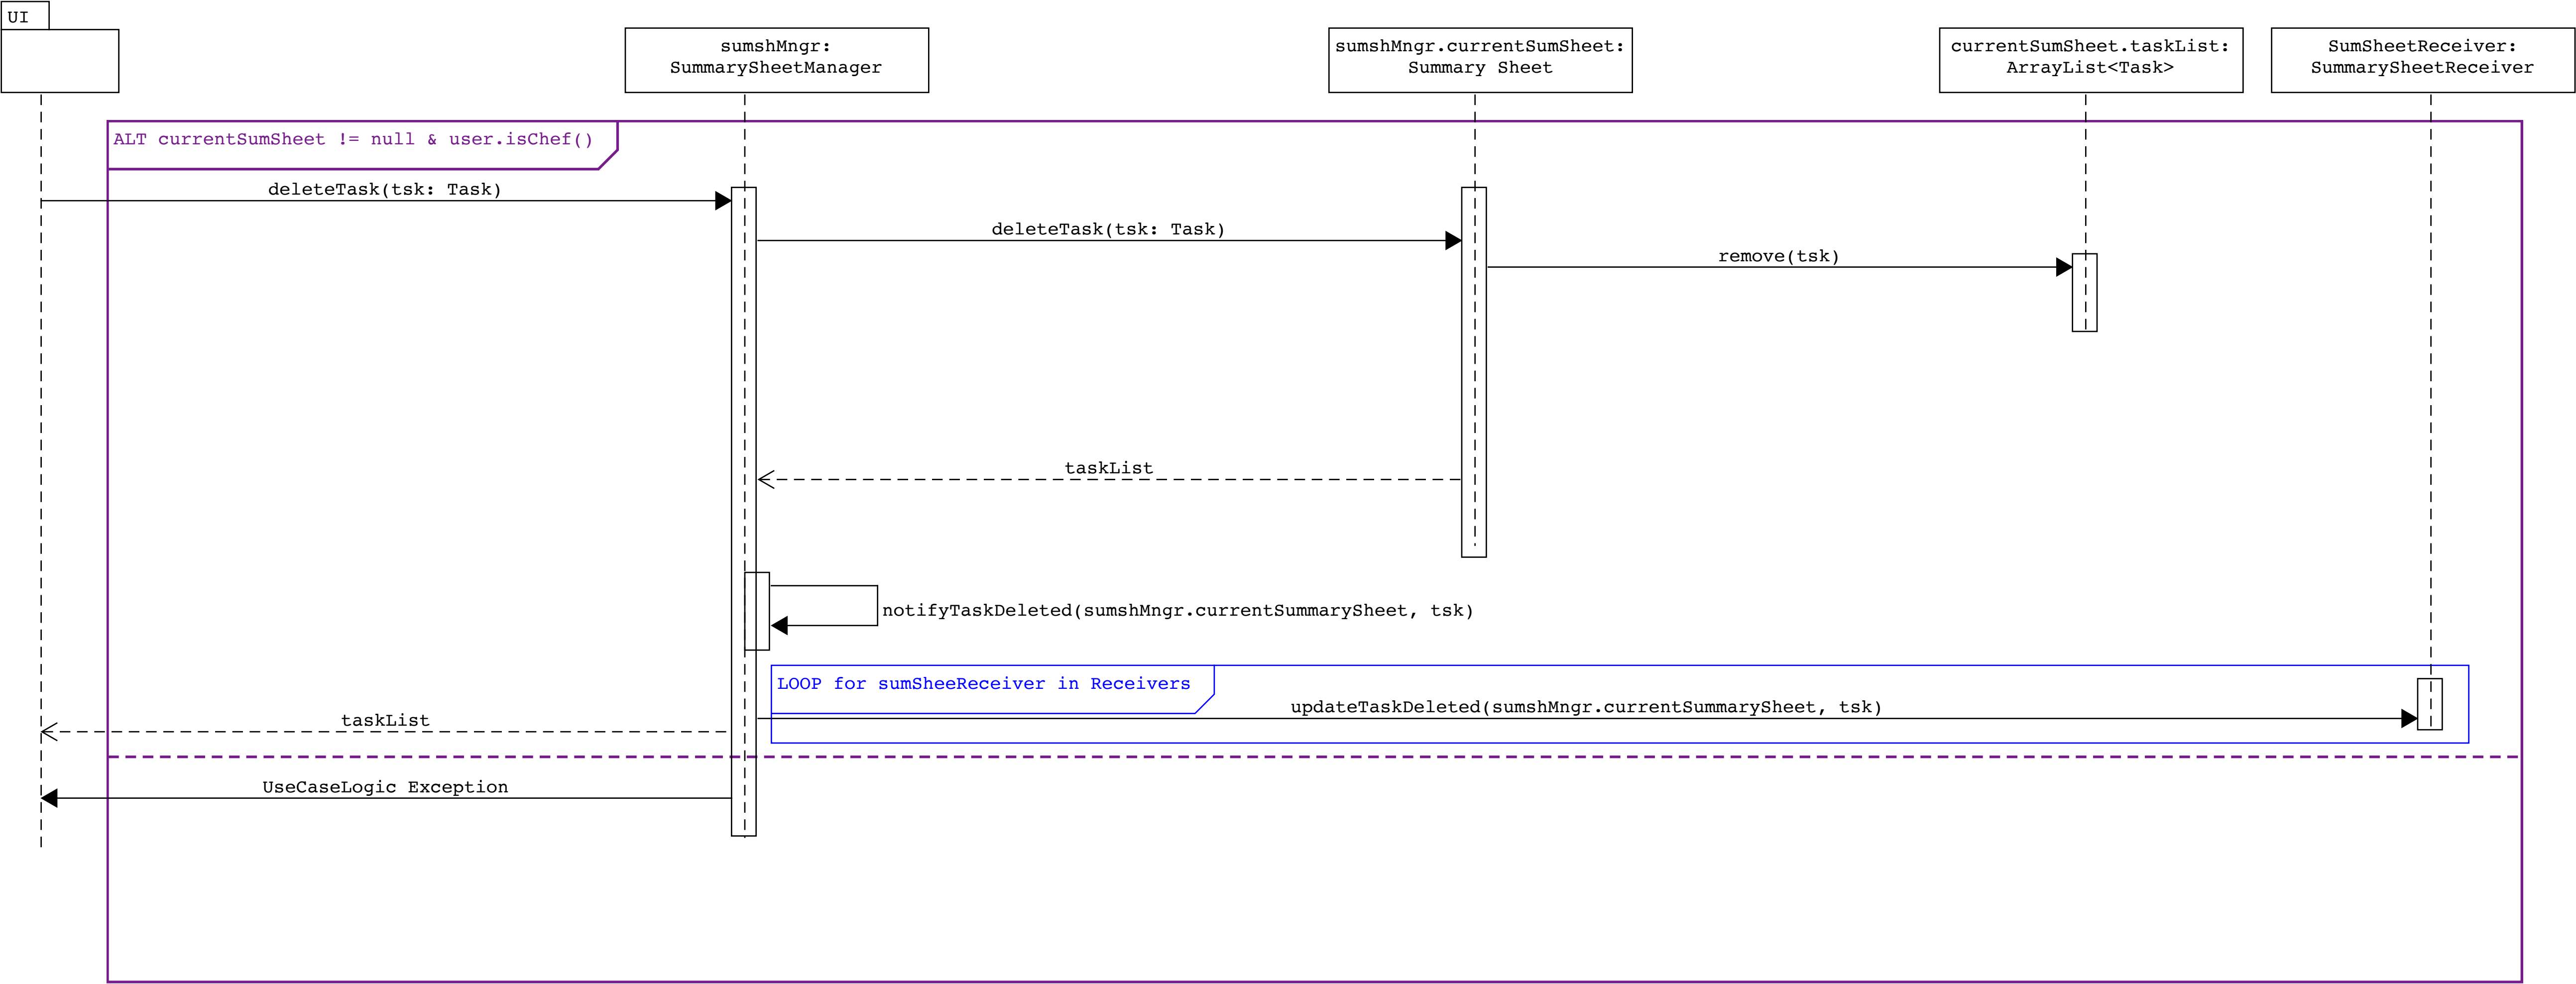 UI
sumshMngr:
SummarySheetManager
sumshMngr.currentSumSheet:
Summary Sheet
currentSumSheet.taskList:
ArrayList<Task>
SumSheetReceiver:
SummarySheetReceiver
ALT currentSumSheet != null & user.isChef()
deleteTask(tsk: Task)
deleteTask(tsk: Task)
remove(tsk)
taskList
notifyTaskDeleted(sumshMngr.currentSummarySheet, tsk)
LOOP for sumSheeReceiver in Receivers
updateTaskDeleted(sumshMngr.currentSummarySheet, tsk)
taskList
UseCaseLogic Exception